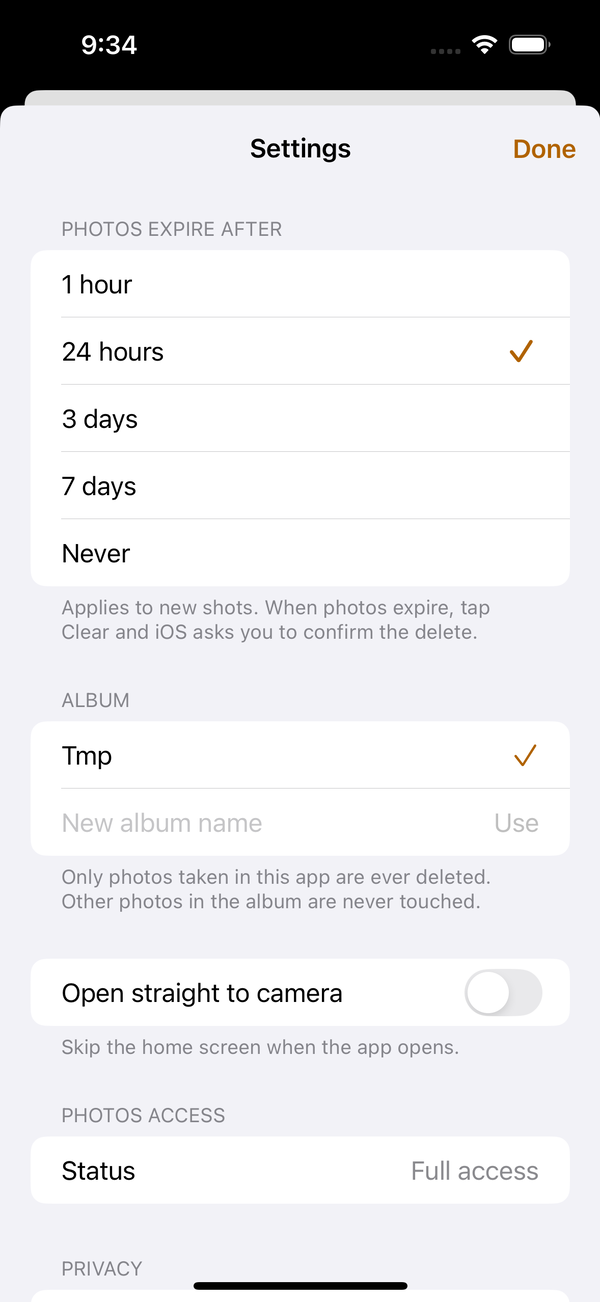 9:34
Settings
Done
PHOTOS EXPIRE AFTER
1 hour
24 hours
3 days
7 days
Never
Applies to new shots. When photos expire, tap
Clear and iOS asks you to confirm the delete.
ALBUM
Tmp
New album name
Use
Only photos taken in this app are ever deleted.
Other photos in the album are never touched.
Open straight to camera
Skip the home screen when the app opens.
PHOTOS ACCESS
Status
Full access
PRIVACY